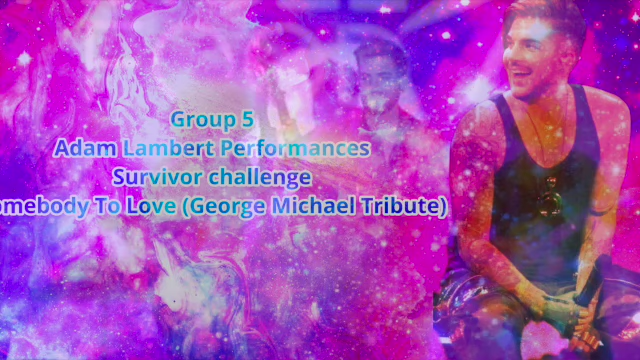 Group 5
Adam Lambert Performances
Survivor challenge
omebody To Love (George Michael Tribute)